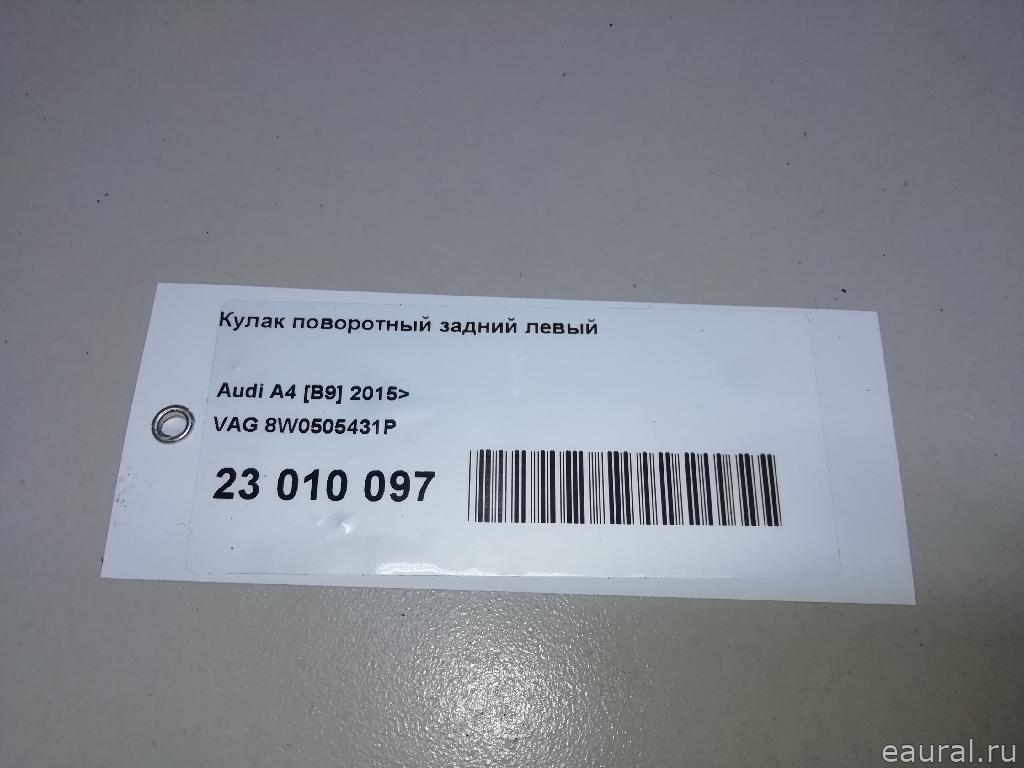 Кулак поворотный задний левый
Audi A4 [B9] 2015>
VAG 8W0505431P
23 010 097
eaural.ru